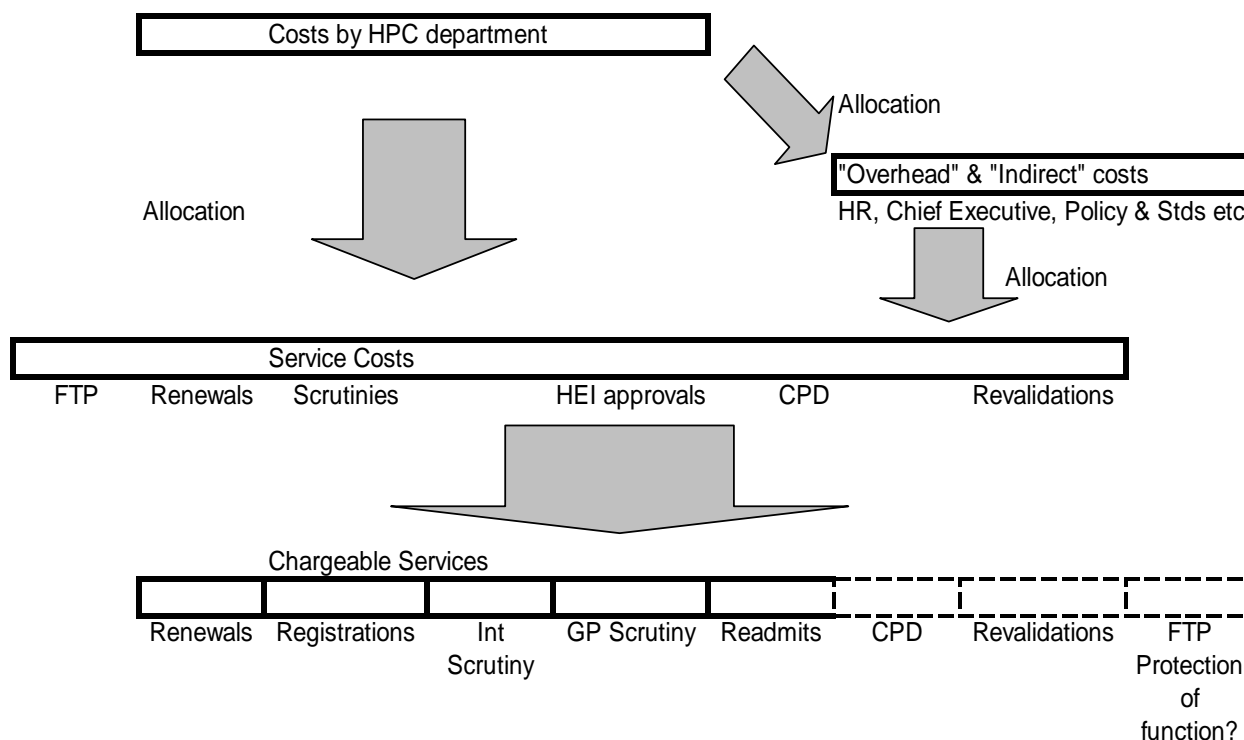 Costs by HPC department
Allocation
"Overhead" & "Indirect" costs
Allocation
HR, Chief Executive, Policy & Stds etc
Allocation
Service Costs
FTP Renewals Scrutinies HEI approvals CPD Revalidations
Chargeable Services
Renewals Registrations Int GP Scrutiny Readmits CPD Revalidations FTP
Scrutiny Protection
of
function?